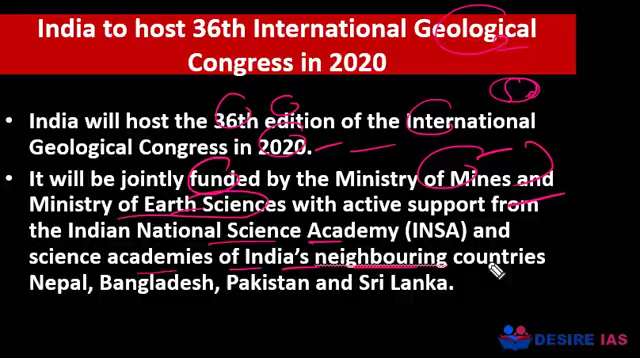 India to host 36th International Geological
Congress in 2020
• India will host the 36th edition of the International
Geological Congress in 2020.
• It will be jointly funded by the Ministry of Mines and
Ministry of Earth Sciences with active support from
the Indian National Science Academy (INSA) and
science academies of India's neighbouring countries
Nepal, Bangladesh, Pakistan and Sri Lanka.
DESIRE IAS